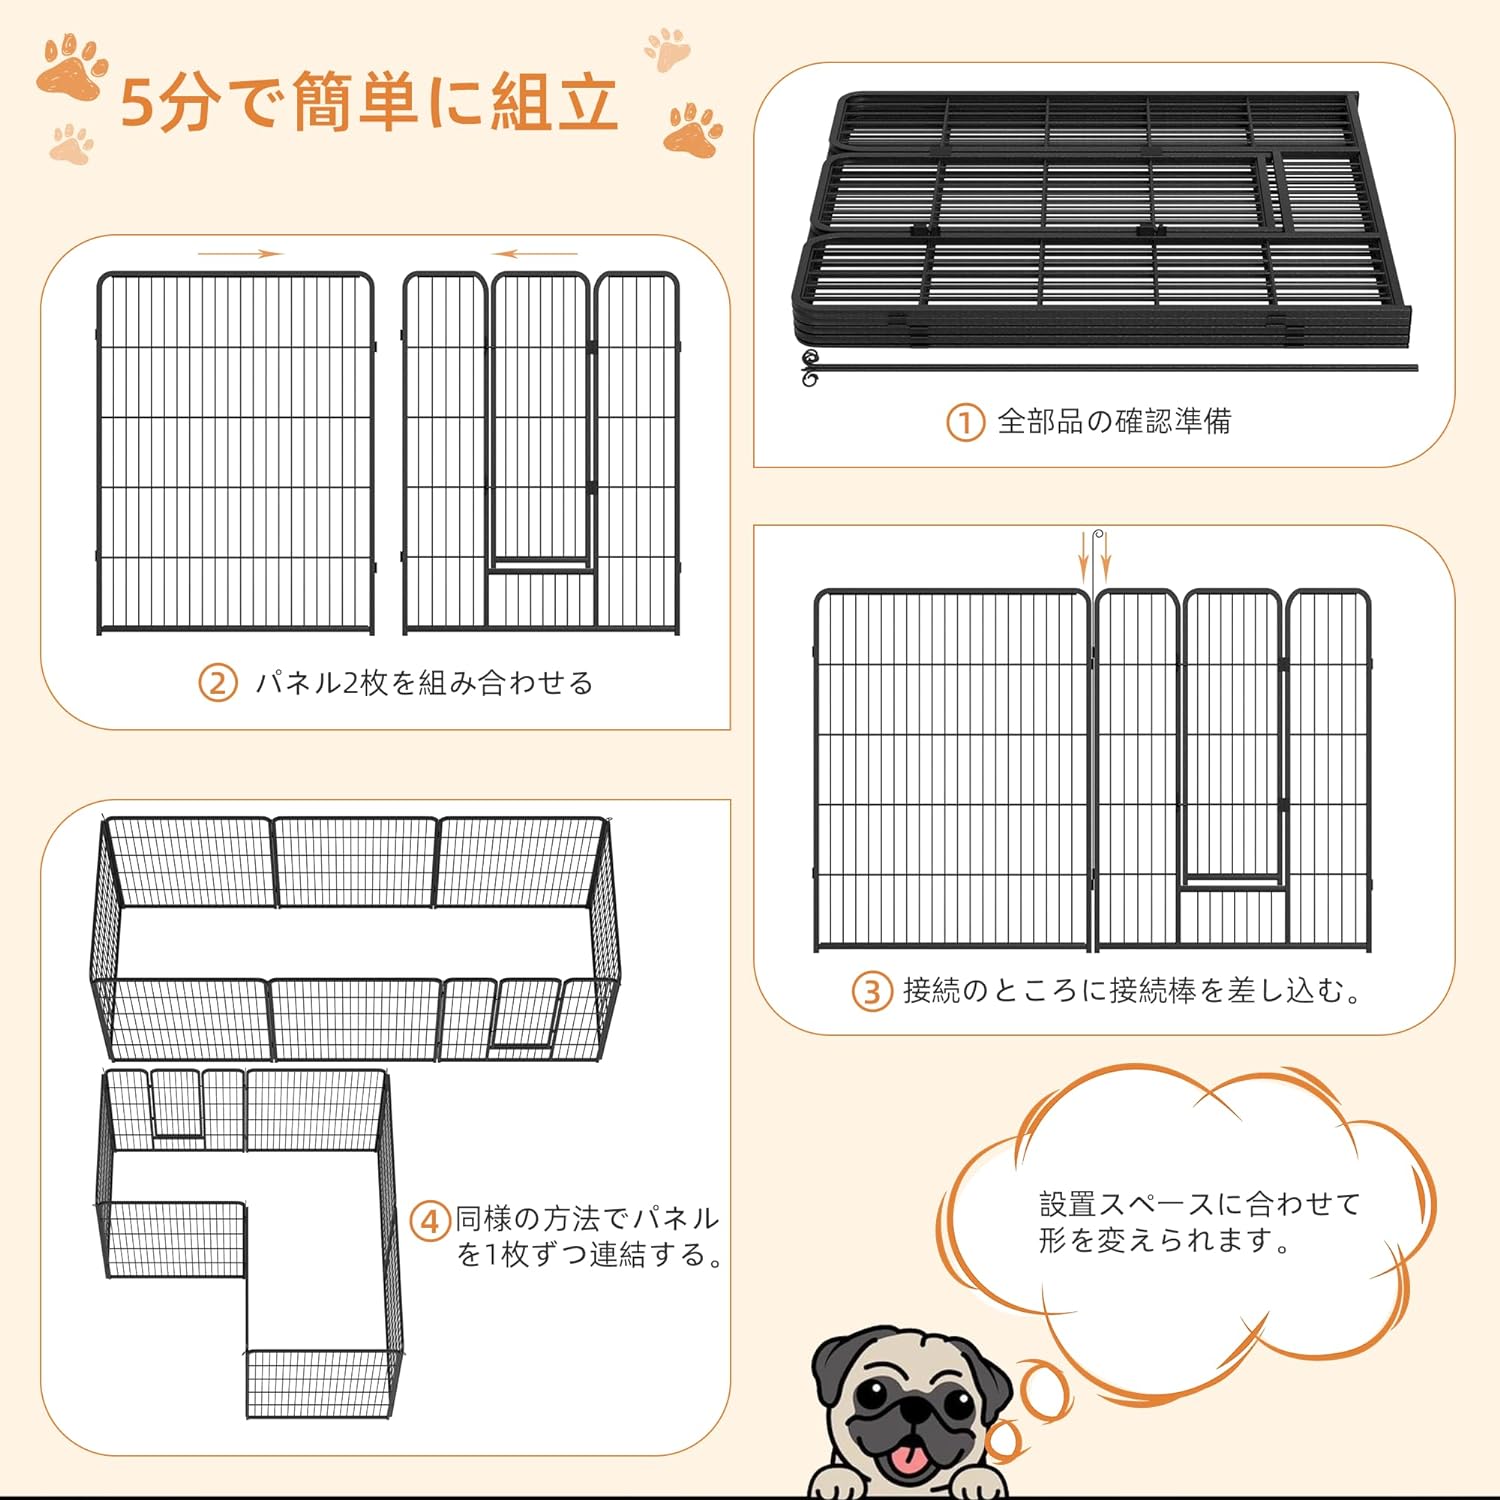 5分で簡単に組立
① 全部品の確認準備
② パネル2枚を組み合わせる
③ 接続のところに接続棒を差し込む。
④ 同様の方法でパネル
を1枚ずつ連結する。
設置スペースに合わせて
形を変えられます。